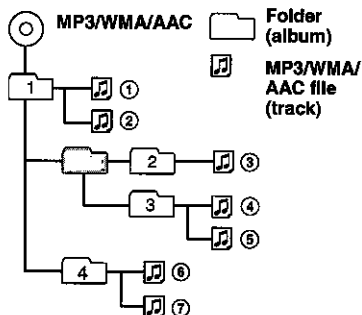 MP3/WMA/AAC
Folder
(album)
MP3/WMA/
AAC file
(track)
1
①
②
2
③
3
④
⑤
4
⑥
⑦